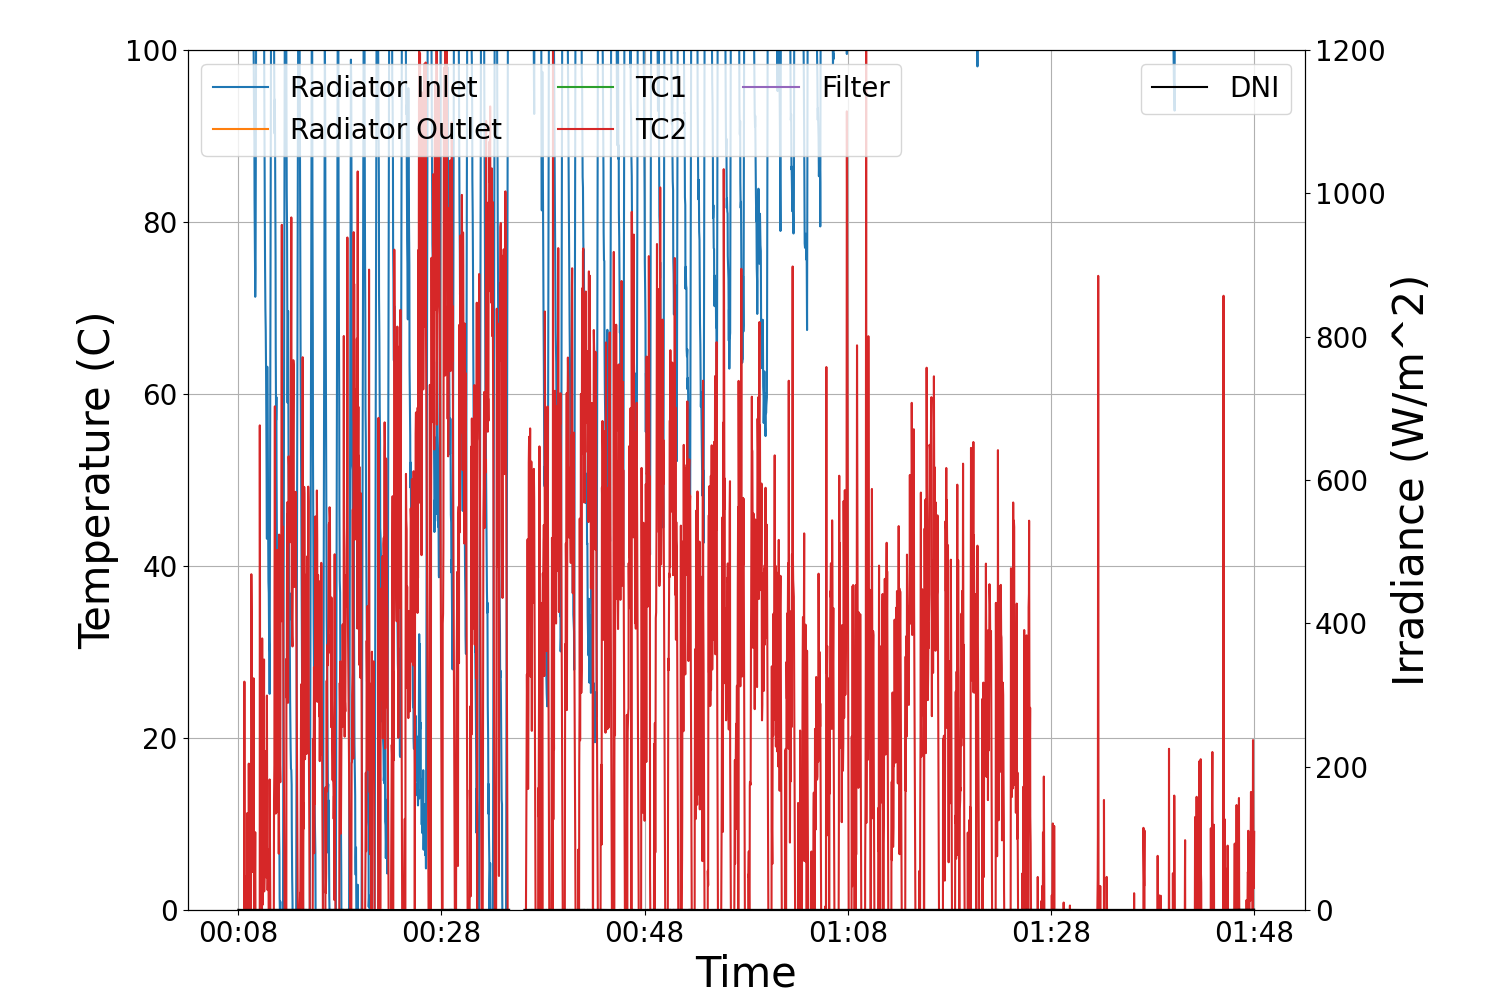 100
80
60
40
20
0
Temperature (C)
Radiator Inlet
Radiator Outlet
TC1
TC2
Filter
DNI
1200
1000
800
600
400
200
0
Irradiance (W/m^2)
00:08
00:28
00:48
01:08
01:28
01:48
Time